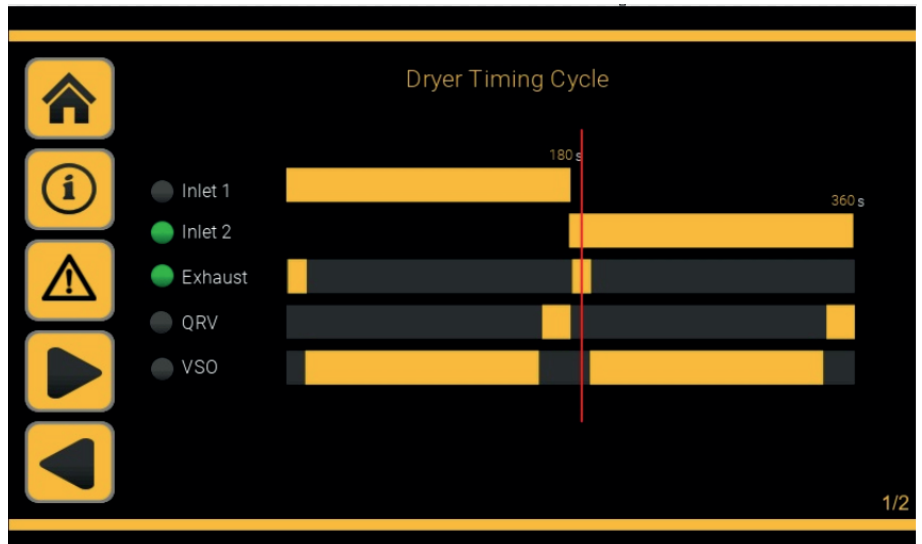 Dryer Timing Cycle
180 s
Inlet 1
360 s
Inlet 2
Exhaust
QRV
VSO
1/2